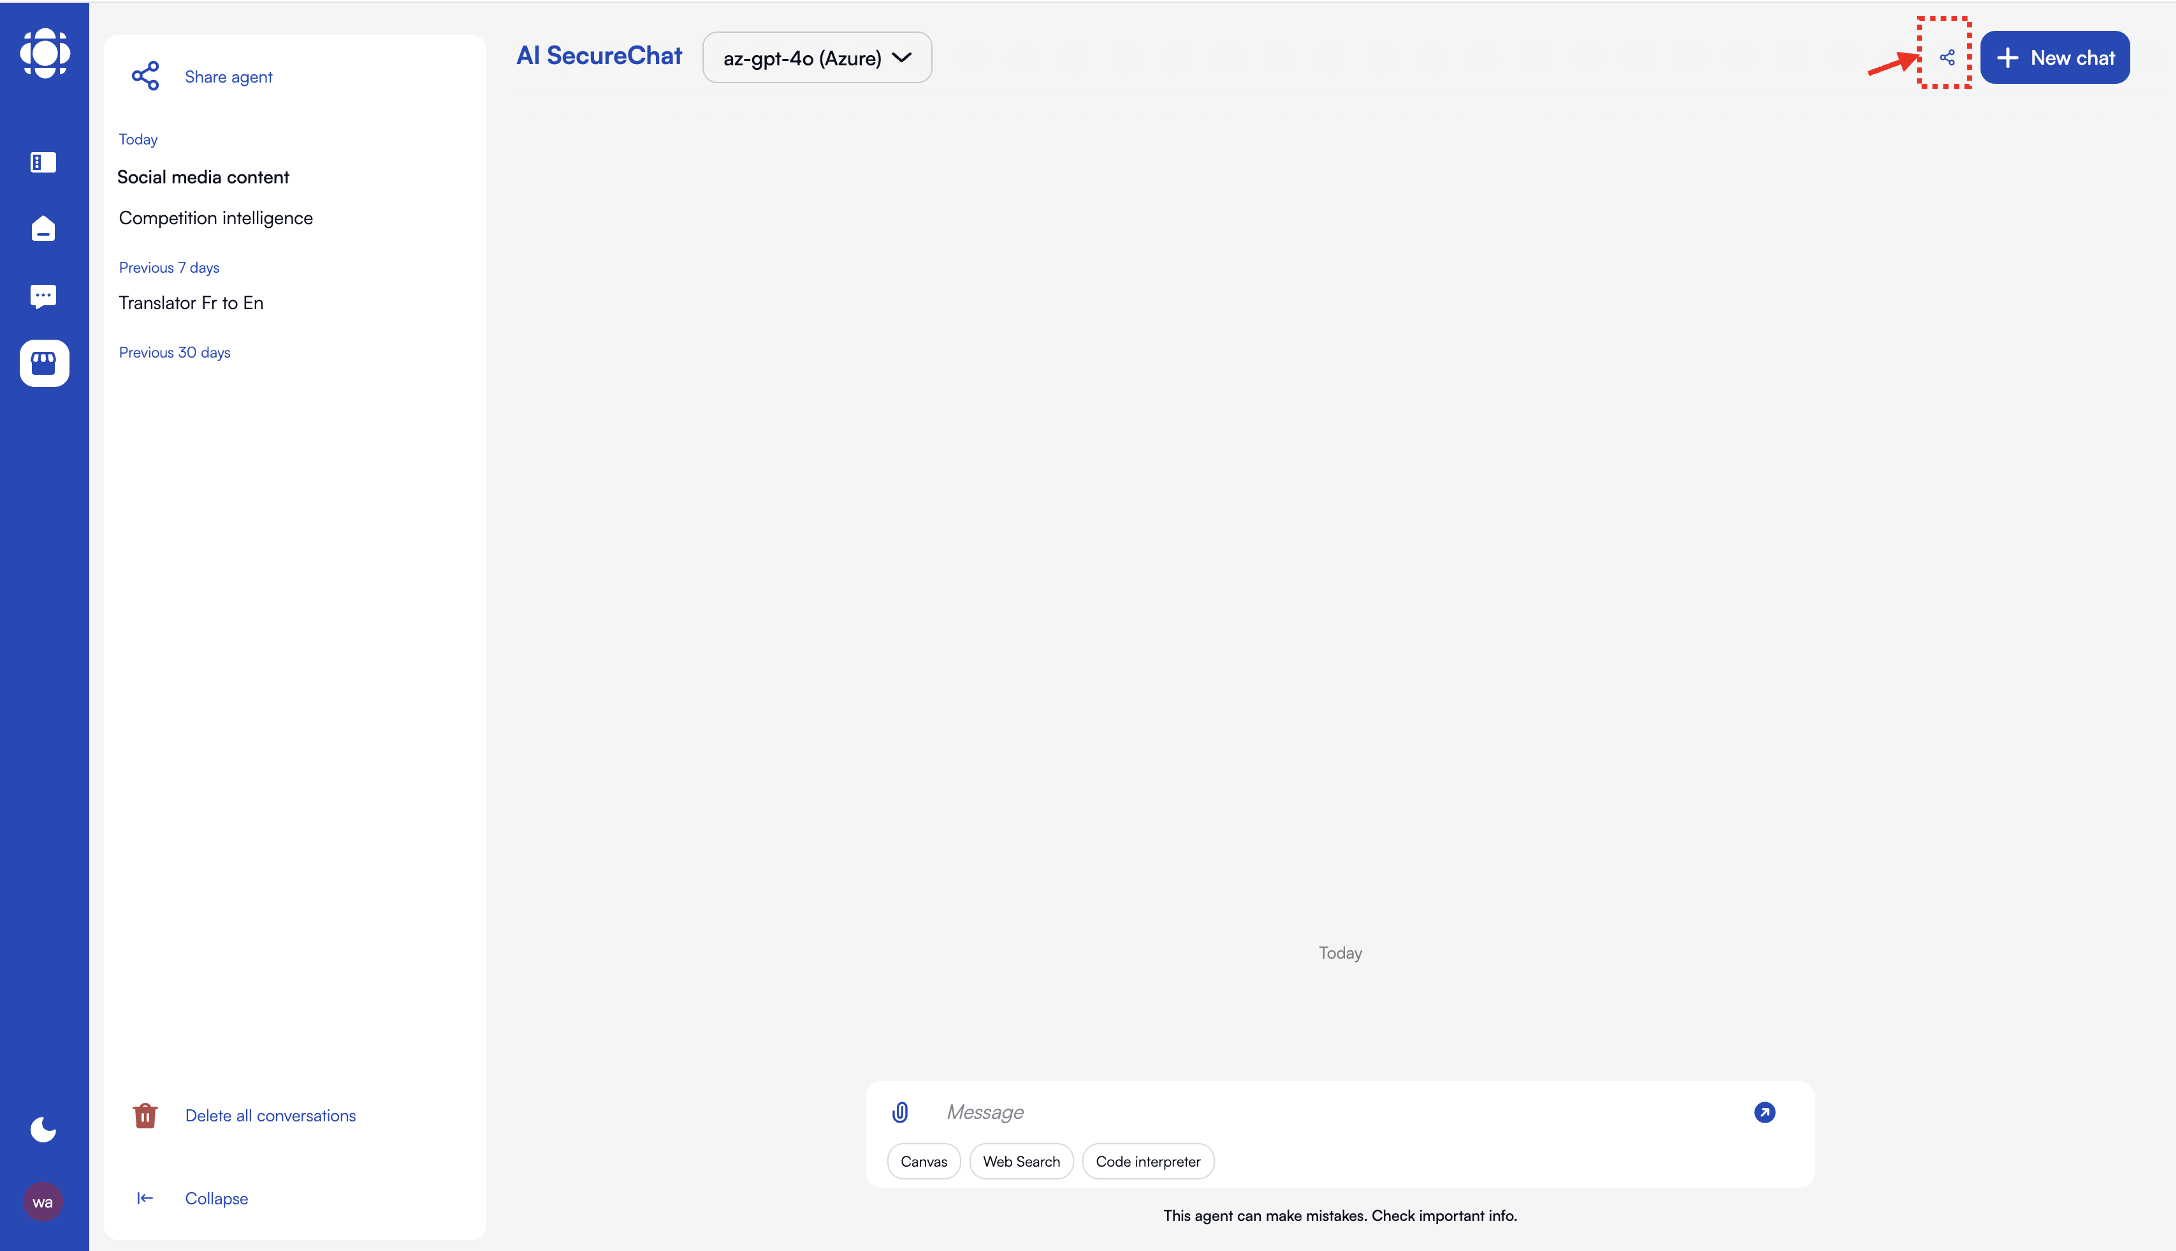 Share agent
Today
Social media content
Competition intelligence
Previous 7 days
Translator Fr to En
Previous 30 days
Delete all conversations
Collapse
wa
AI SecureChat
az-gpt-4o (Azure)
New chat
Today
Message
Canvas
Web Search
Code interpreter
This agent can make mistakes. Check important info.